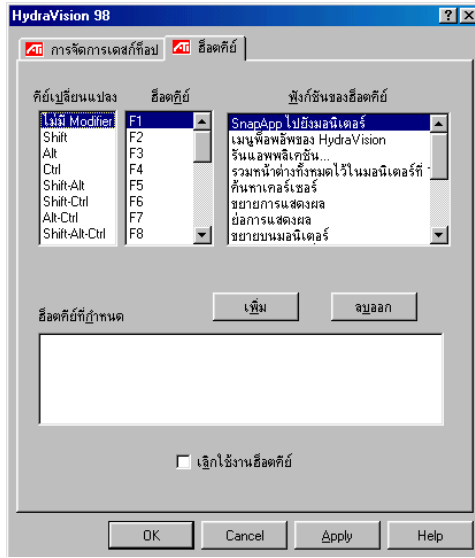 HydraVision 98
ATI การจัดการเดสก์ท็อป
ATI ฮ็อตคีย์
คีย์เปลี่ยนแปลง
ไม่มี Modifier
Shift
Alt
Ctrl
Shift-Alt
Shift-Ctrl
Alt-Ctrl
Shift-Alt-Ctrl
ฮ็อตคีย์
F1
F2
F3
F4
F5
F6
F7
F8
ฟังก์ชันของฮ็อตคีย์
SnapApp ไปยังมอนิเตอร์
เมนูพ็อพอัพของ HydraVision
รันแอพพลิเคชัน...
รวมหน้าต่างทั้งหมดไว้ในมอนิเตอร์ที่
ค้นหาเคอร์เซอร์
ขยายการแสดงผล
ย่อการแสดงผล
ขยายบนมอนิเตอร์
ฮ็อตคีย์ที่กำหนด
เพิ่ม
ลบออก
เลิกใช้งานฮ็อตคีย์
OK
Cancel
Apply
Help